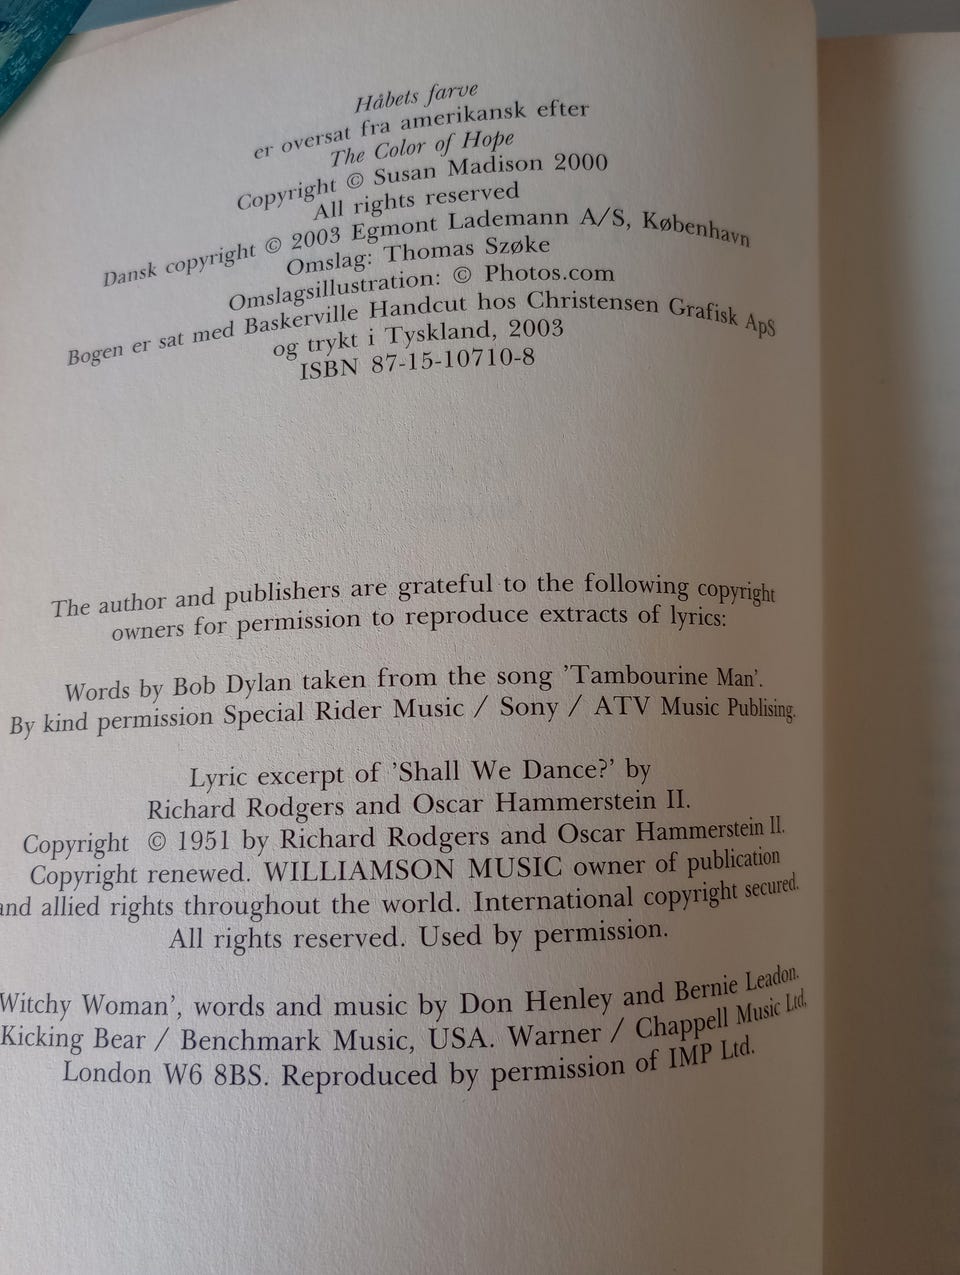 Håbets farve
er oversat fra amerikansk efter
The Color of Hope
Copyright © Susan Madison 2000
All rights reserved
Dansk copyright © 2003 Egmont Lademann A/S, København
Omslag: Thomas Szøke
Omslagsillustration: © Photos.com
Bogen er sat med Baskerville Handcut hos Christensen Grafisk ApS
og trykt i Tyskland, 2003
ISBN 87-15-10710-8
The author and publishers are grateful to the following copyright
owners for permission to reproduce extracts of lyrics:
Words by Bob Dylan taken from the song ’Tambourine Man’.
By kind permission Special Rider Music / Sony / ATV Music Publising.
Lyric excerpt of ’Shall We Dance?’ by
Richard Rodgers and Oscar Hammerstein II.
Copyright © 1951 by Richard Rodgers and Oscar Hammerstein II.
Copyright renewed. WILLIAMSON MUSIC owner of publication
and allied rights throughout the world. International copyright secured.
All rights reserved. Used by permission.
Witchy Woman’, words and music by Don Henley and Bernie Leadon.
Kicking Bear / Benchmark Music, USA. Warner / Chappell Music Ltd,
London W6 8BS. Reproduced by permission of IMP Ltd.